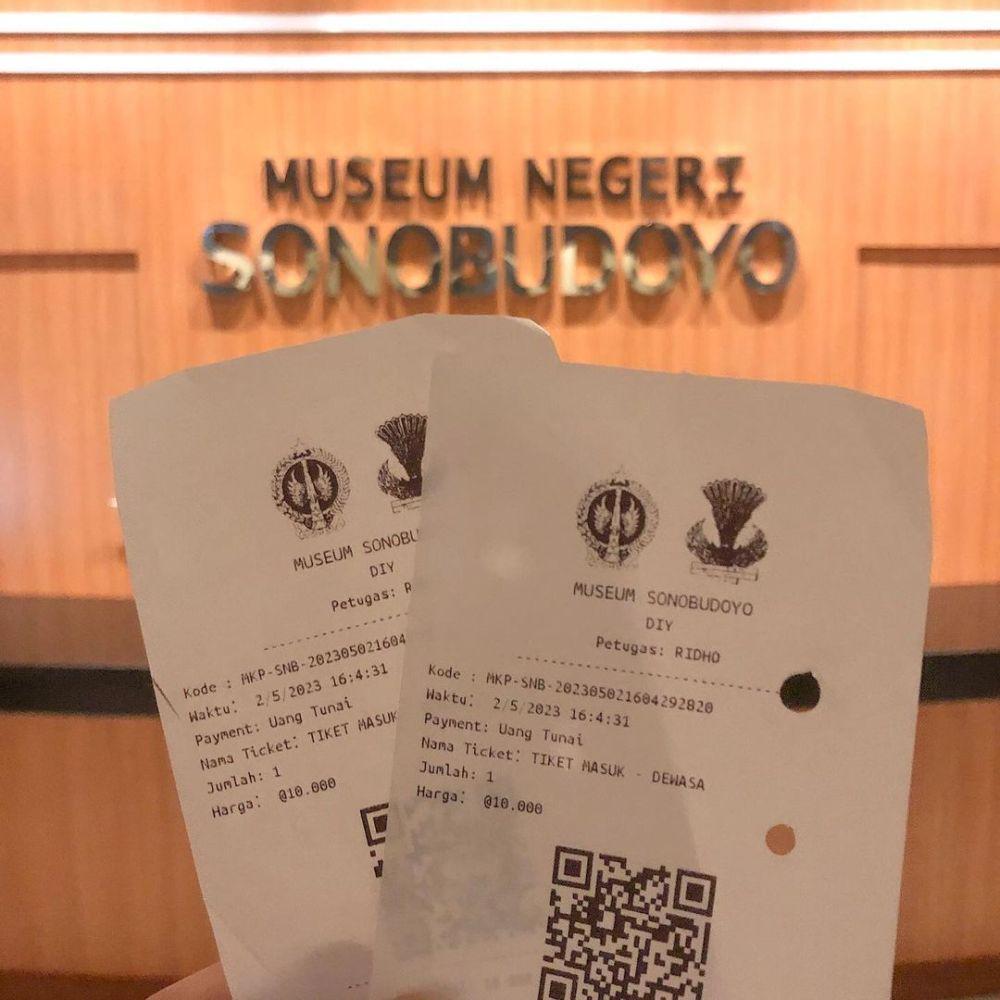 MUSEUM NEGERI
SONOBUDOYO
MUSEUM SONOBU
DIY
Petugas: R
Kode : MKP-SNB-202305021604
Waktu: 2/5/2023 16:4:31
Payment: Uang Tunai
Nama Ticket: TIKET MASUK
Jumlah: 1
Harga: @10.000
MUSEUM SONOBUDOYO
DIY
Petugas: RIDHO
Kode : MKP-SNB-202305021604292820
Waktu: 2/5/2023 16:4:31
Payment: Uang Tunai
Nama Ticket: TIKET MASUK - DEWASA
Jumlah: 1
Harga: @10.000